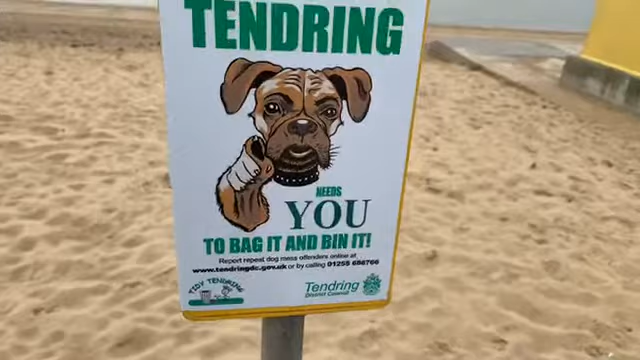 TENDRING
NEEDS
YOU
TO BAG IT AND BIN IT!
Report repeat dog mess offenders online at
www.tendringdc.gov.uk or by calling 01255 686766
TIDY TENDRING
Tendring
District Council